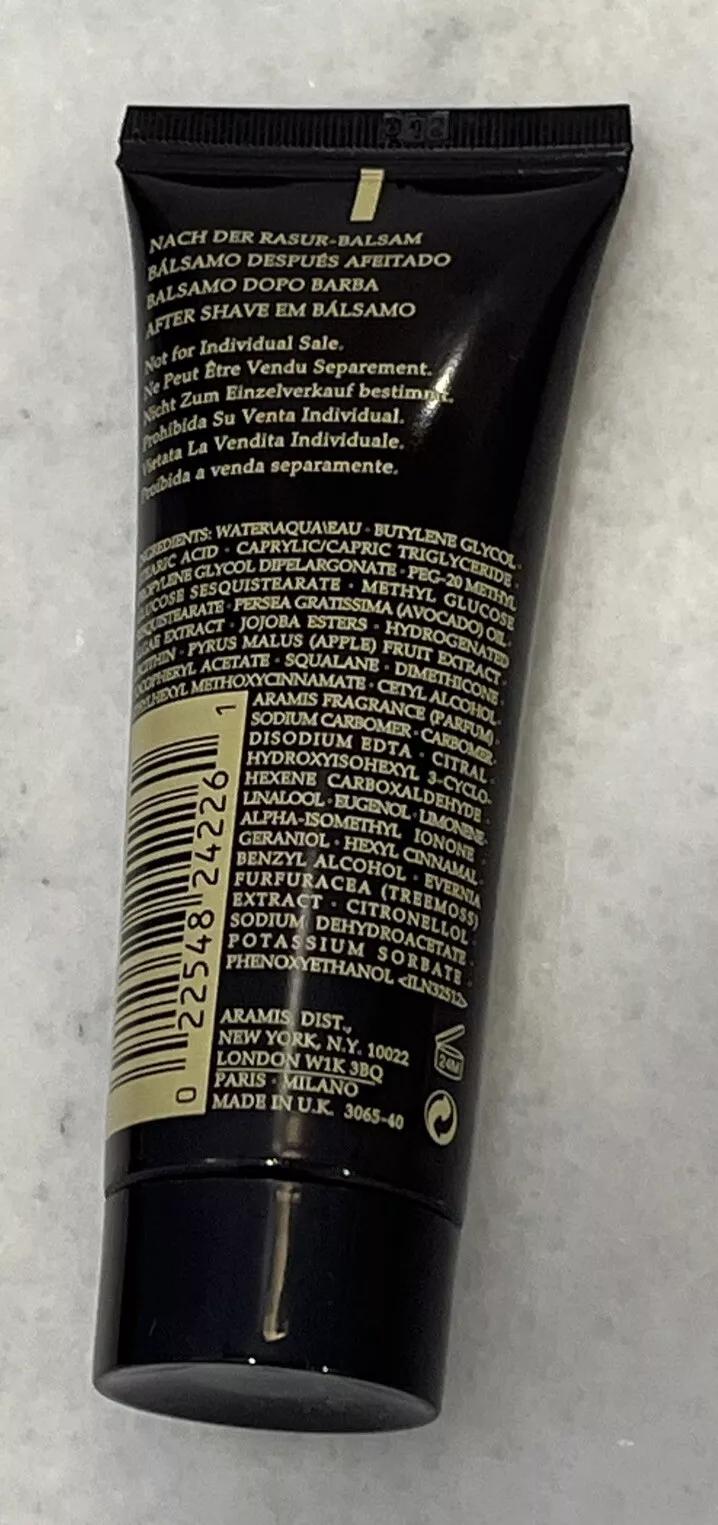 NACH DER RASUR-BALSAM
BÁLSAMO DESPUÉS AFEITADO
BALSAMO DOPO BARBA
AFTER SHAVE EM BÁLSAMO
Not for Individual Sale.
Ne Peut Être Vendu Separement.
Nicht Zum Einzelverkauf bestimmt.
Prohibida Su Venta Individual.
Vietata La Vendita Individuale.
Proibida a venda separamente.
INGREDIENTS: WATER\AQUA\EAU · BUTYLENE GLYCOL ·
STEARIC ACID · CAPRYLIC/CAPRIC TRIGLYCERIDE ·
PROPYLENE GLYCOL DIPELARGONATE · PEG-20 METHYL
GLUCOSE SESQUISTEARATE · METHYL GLUCOSE
SESQUISTEARATE · PERSEA GRATISSIMA (AVOCADO) OIL ·
ALGAE EXTRACT · JOJOBA ESTERS · HYDROGENATED
LECITHIN · PYRUS MALUS (APPLE) FRUIT EXTRACT ·
TOCOPHERYL ACETATE · SQUALANE · DIMETHICONE ·
ETHYLHEXYL METHOXYCINNAMATE · CETYL ALCOHOL ·
ARAMIS FRAGRANCE (PARFUM) ·
SODIUM CARBOMER · CARBOMER ·
DISODIUM EDTA · CITRAL ·
HYDROXYISOHEXYL 3-CYCLO-
HEXENE CARBOXALDEHYDE ·
LINALOOL · EUGENOL · LIMONENE ·
ALPHA-ISOMETHYL IONONE ·
GERANIOL · HEXYL CINNAMAL ·
BENZYL ALCOHOL · EVERNIA
FURFURACEA (TREEMOSS)
EXTRACT · CITRONELLOL ·
SODIUM DEHYDROACETATE ·
POTASSIUM SORBATE ·
PHENOXYETHANOL <ILN32512>
0 22548 24226 1
ARAMIS DIST.,
NEW YORK, N.Y. 10022
LONDON W1K 3BQ
PARIS · MILANO
MADE IN U.K. 3065-40
24M